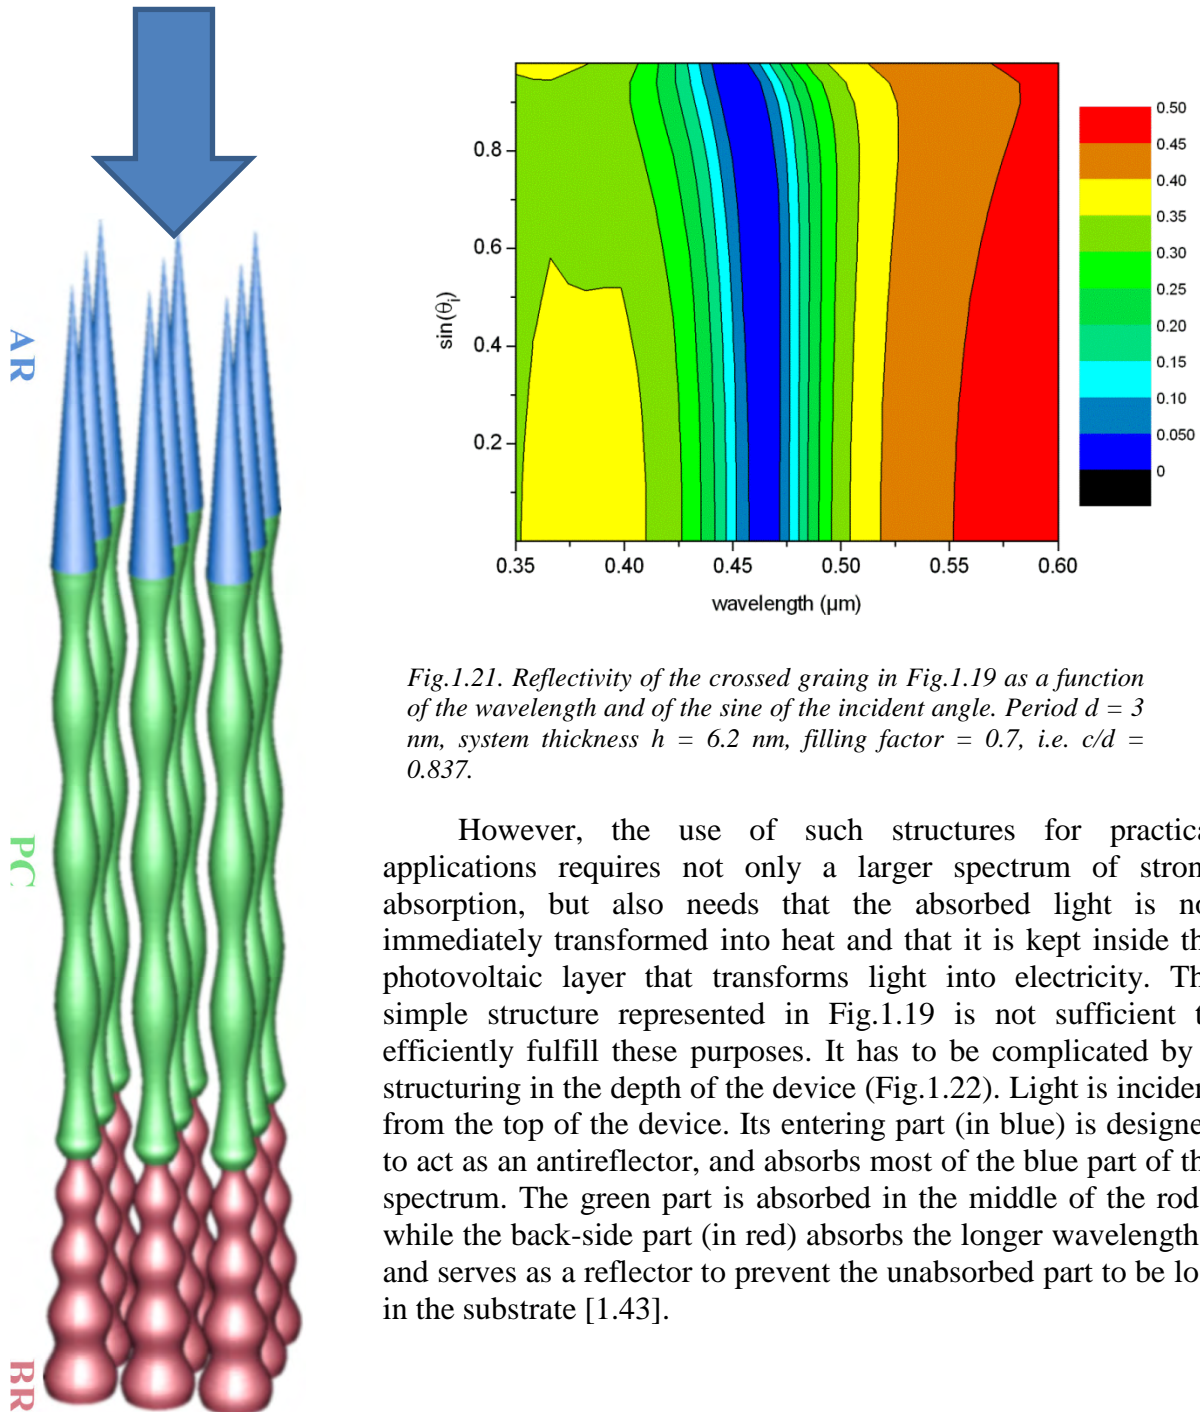 AR
PC
BR
0.8
0.6
0.4
0.2
sin(θi)
0.35 0.40 0.45 0.50 0.55 0.60
wavelength (µm)
0.50
0.45
0.40
0.35
0.30
0.25
0.20
0.15
0.10
0.050
0
Fig.1.21. Reflectivity of the crossed graing in Fig.1.19 as a function
of the wavelength and of the sine of the incident angle. Period d = 3
nm, system thickness h = 6.2 nm, filling factor = 0.7, i.e. c/d =
0.837.
However, the use of such structures for practica
applications requires not only a larger spectrum of stron
absorption, but also needs that the absorbed light is no
immediately transformed into heat and that it is kept inside th
photovoltaic layer that transforms light into electricity. Th
simple structure represented in Fig.1.19 is not sufficient t
efficiently fulfill these purposes. It has to be complicated by
structuring in the depth of the device (Fig.1.22). Light is inciden
from the top of the device. Its entering part (in blue) is designe
to act as an antireflector, and absorbs most of the blue part of th
spectrum. The green part is absorbed in the middle of the rod
while the back-side part (in red) absorbs the longer wavelength
and serves as a reflector to prevent the unabsorbed part to be lo
in the substrate [1.43].